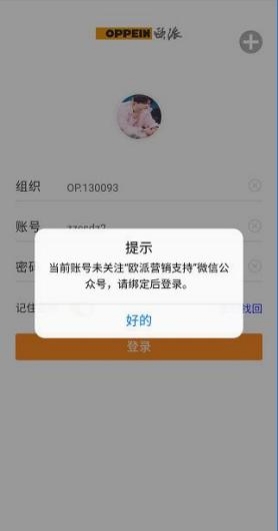 OPPEIN 欧派
组织 OP.130093
账号
提示
当前账号未关注“欧派营销支持”微信公
众号，请绑定后登录。
好的
密码
记住
找回
登录